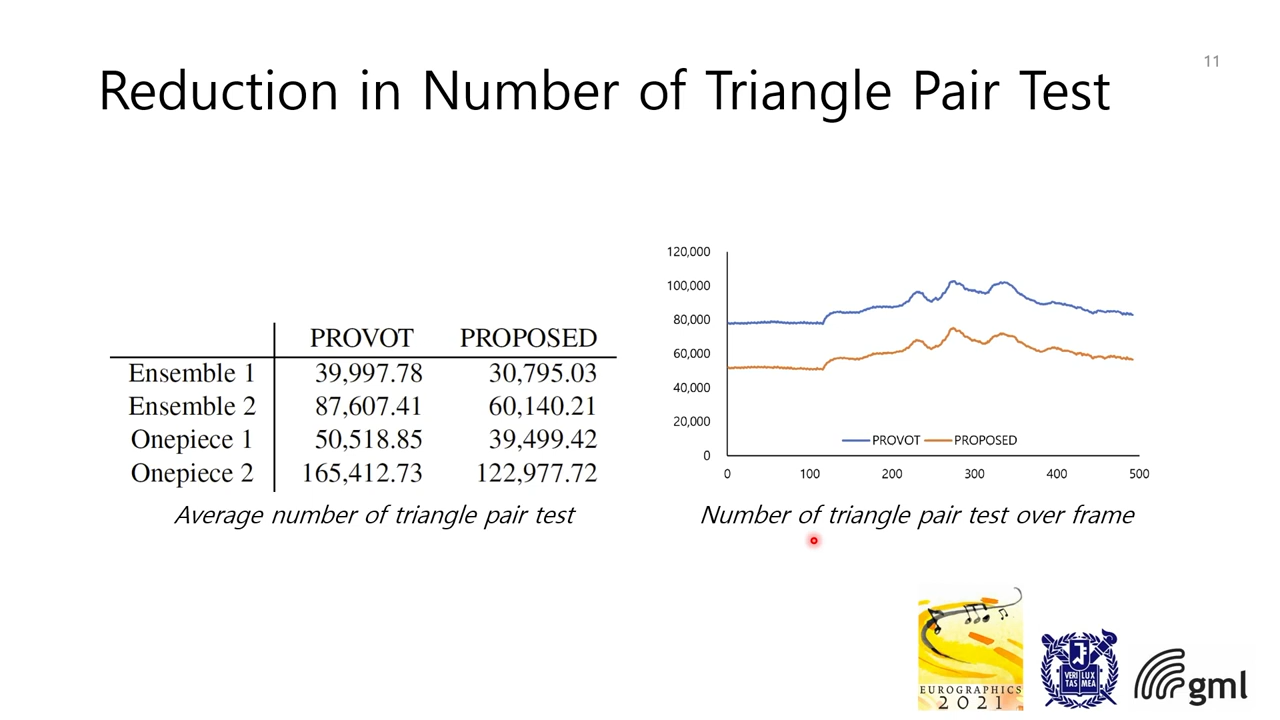 11
Reduction in Number of Triangle Pair Test
PROVOT PROPOSED
Ensemble 1 39,997.78 30,795.03
Ensemble 2 87,607.41 60,140.21
Onepiece 1 50,518.85 39,499.42
Onepiece 2 165,412.73 122,977.72
Average number of triangle pair test
120,000
100,000
80,000
60,000
40,000
20,000
0
PROVOT PROPOSED
0 100 200 300 400 500
Number of triangle pair test over frame
EUROGRAPHICS
2021
VERI LUX
TAS MEA
gml